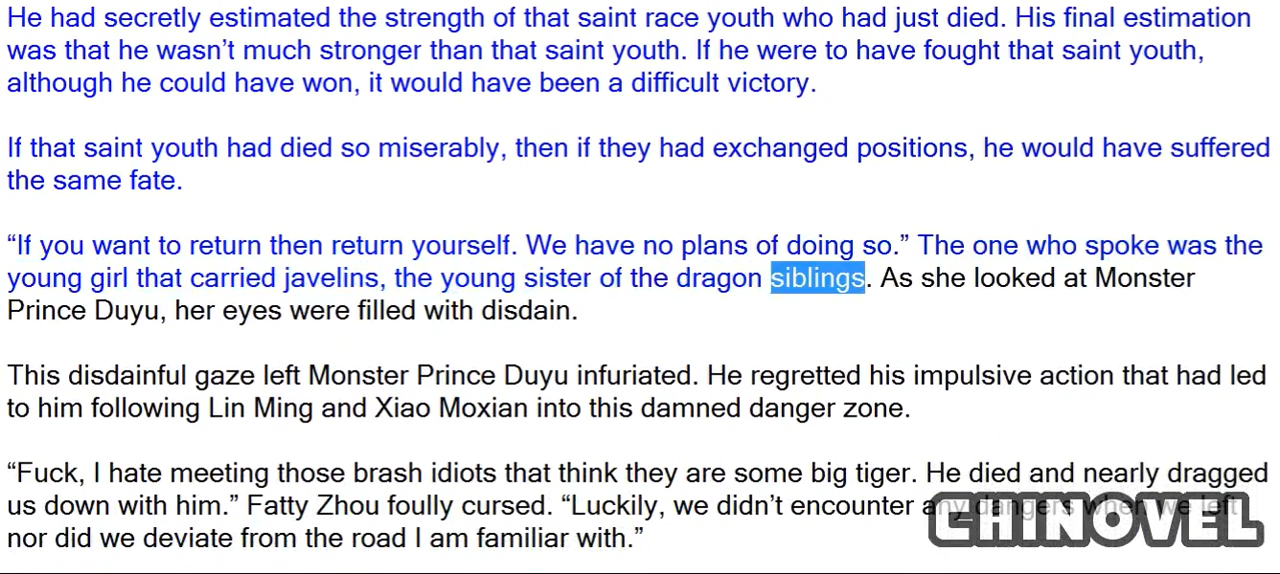 He had secretly estimated the strength of that saint race youth who had just died. His final estimation
was that he wasn’t much stronger than that saint youth. If he were to have fought that saint youth,
although he could have won, it would have been a difficult victory.
If that saint youth had died so miserably, then if they had exchanged positions, he would have suffered
the same fate.
“If you want to return then return yourself. We have no plans of doing so.” The one who spoke was the
young girl that carried javelins, the young sister of the dragon siblings. As she looked at Monster
Prince Duyu, her eyes were filled with disdain.
This disdainful gaze left Monster Prince Duyu infuriated. He regretted his impulsive action that had led
to him following Lin Ming and Xiao Moxian into this damned danger zone.
“Fuck, I hate meeting those brash idiots that think they are some big tiger. He died and nearly dragged
us down with him.” Fatty Zhou foully cursed. “Luckily, we didn’t encounter any dangers when we left
nor did we deviate from the road I am familiar with.”
CHINOVEL